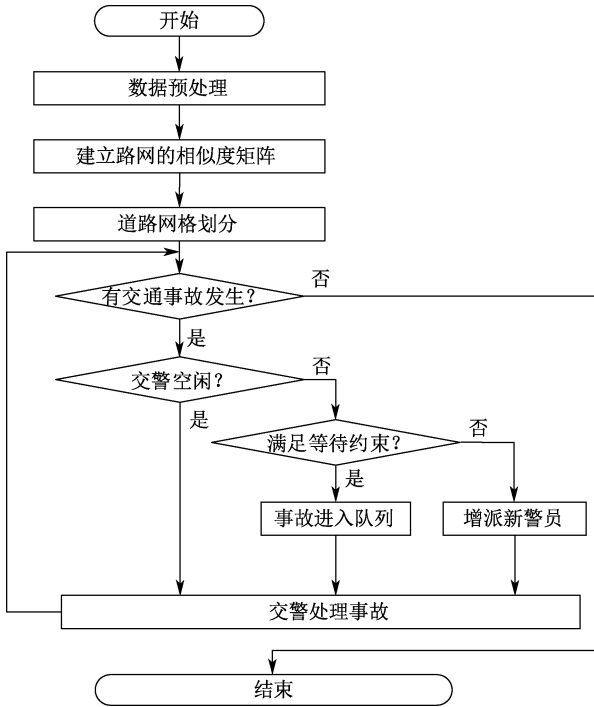 开始
数据预处理
建立路网的相似度矩阵
道路网格划分
有交通事故发生？
否
是
交警空闲？
否
是
满足等待约束？
否
是
事故进入队列
增派新警员
交警处理事故
结束